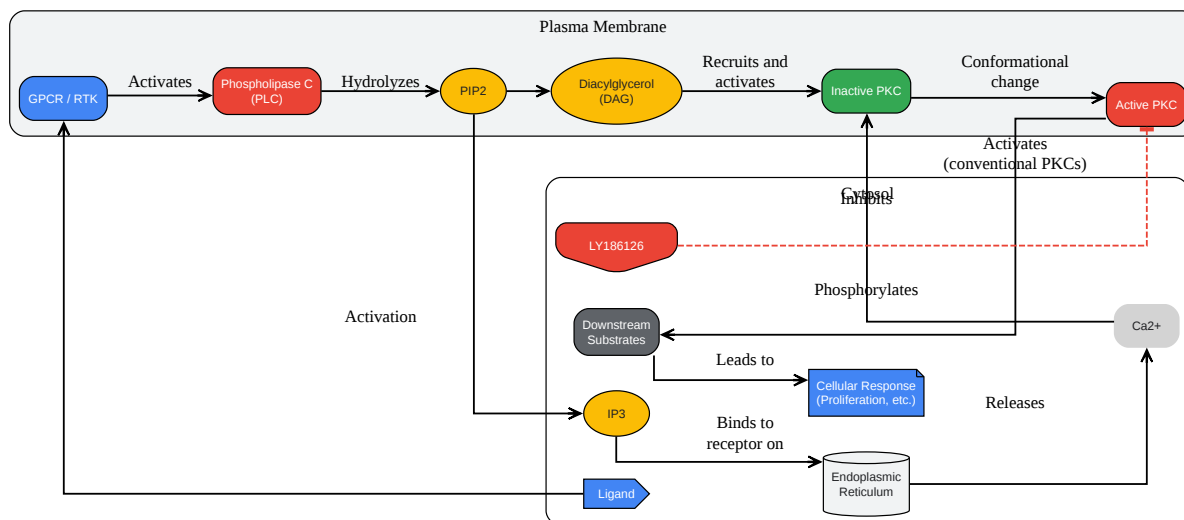 Plasma Membrane
GPCR / RTK
Activates
Phospholipase C
(PLC)
Hydrolyzes
PIP2
Diacylglycerol
(DAG)
Recruits and
activates
Inactive PKC
Conformational
change
Active PKC
Activates
(conventional PKCs)
Cytosol
Inhibits
LY186126
Phosphorylates
Activation
Downstream
Substrates
Ca2+
Leads to
Cellular Response
(Proliferation, etc.)
IP3
Releases
Binds to
receptor on
Endoplasmic
Reticulum
Ligand